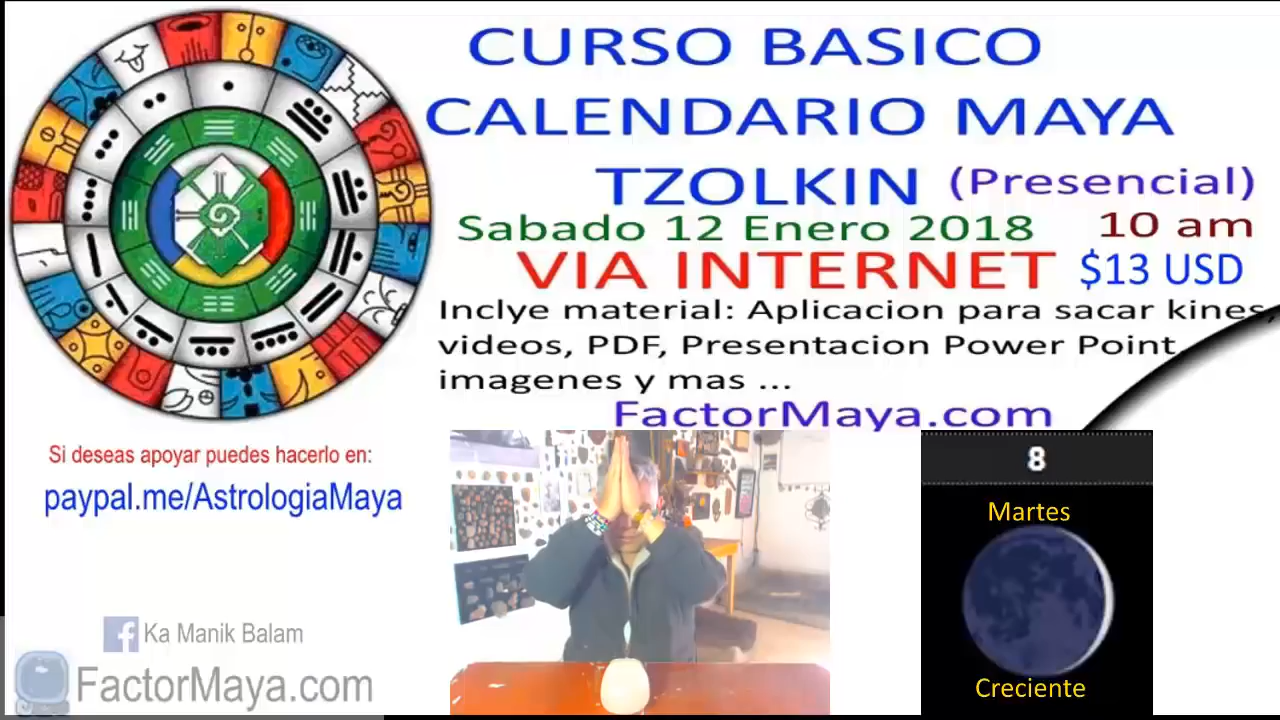 CURSO BASICO
CALENDARIO MAYA
TZOLKIN (Presencial)
Sabado 12 Enero 2018 10 am
VIA INTERNET $13 USD
Inclye material: Aplicacion para sacar kines,
videos, PDF, Presentacion Power Point,
imagenes y mas ...
FactorMaya.com
Si deseas apoyar puedes hacerlo en:
paypal.me/AstrologiaMaya
8
Martes
Creciente
Ka Manik Balam
FactorMaya.com